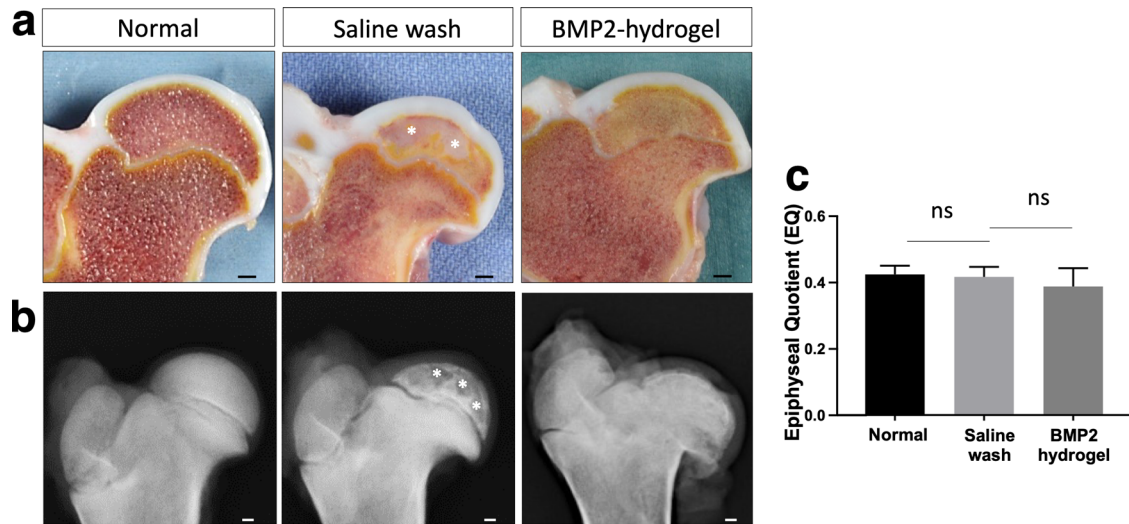 a
Normal
Saline wash
BMP2-hydrogel
* *
b
* * *
c
Epiphyseal Quotient (EQ)
ns
ns
0.6
0.4
0.2
0.0
Normal
Saline
wash
BMP2
hydrogel